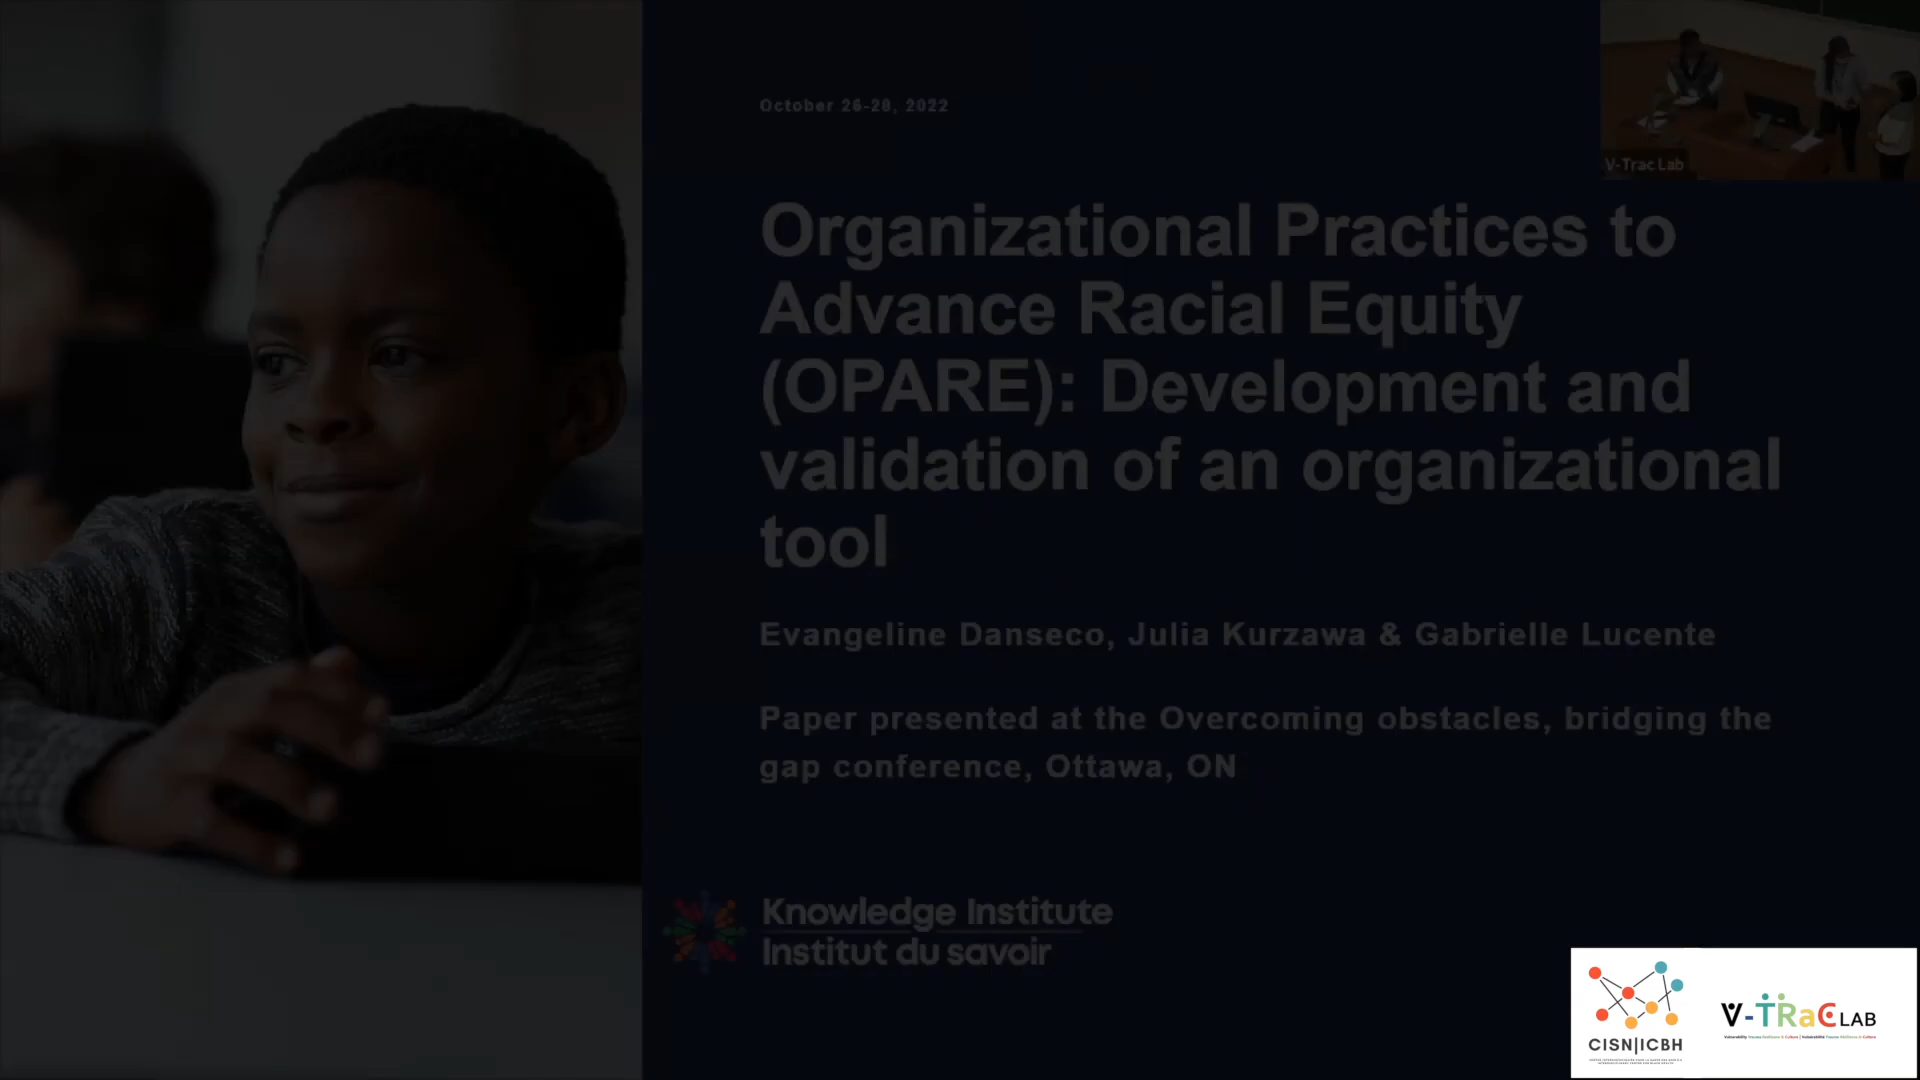 October 26-28, 2022
V-Trac Lab
Organizational Practices to
Advance Racial Equity
(OPARE): Development and
validation of an organizational
tool
Evangeline Danseco, Julia Kurzawa & Gabrielle Lucente
Paper presented at the Overcoming obstacles, bridging the
gap conference, Ottawa, ON
Knowledge Institute
Institut du savoir
CISN|ICBH
V-TRaC LAB